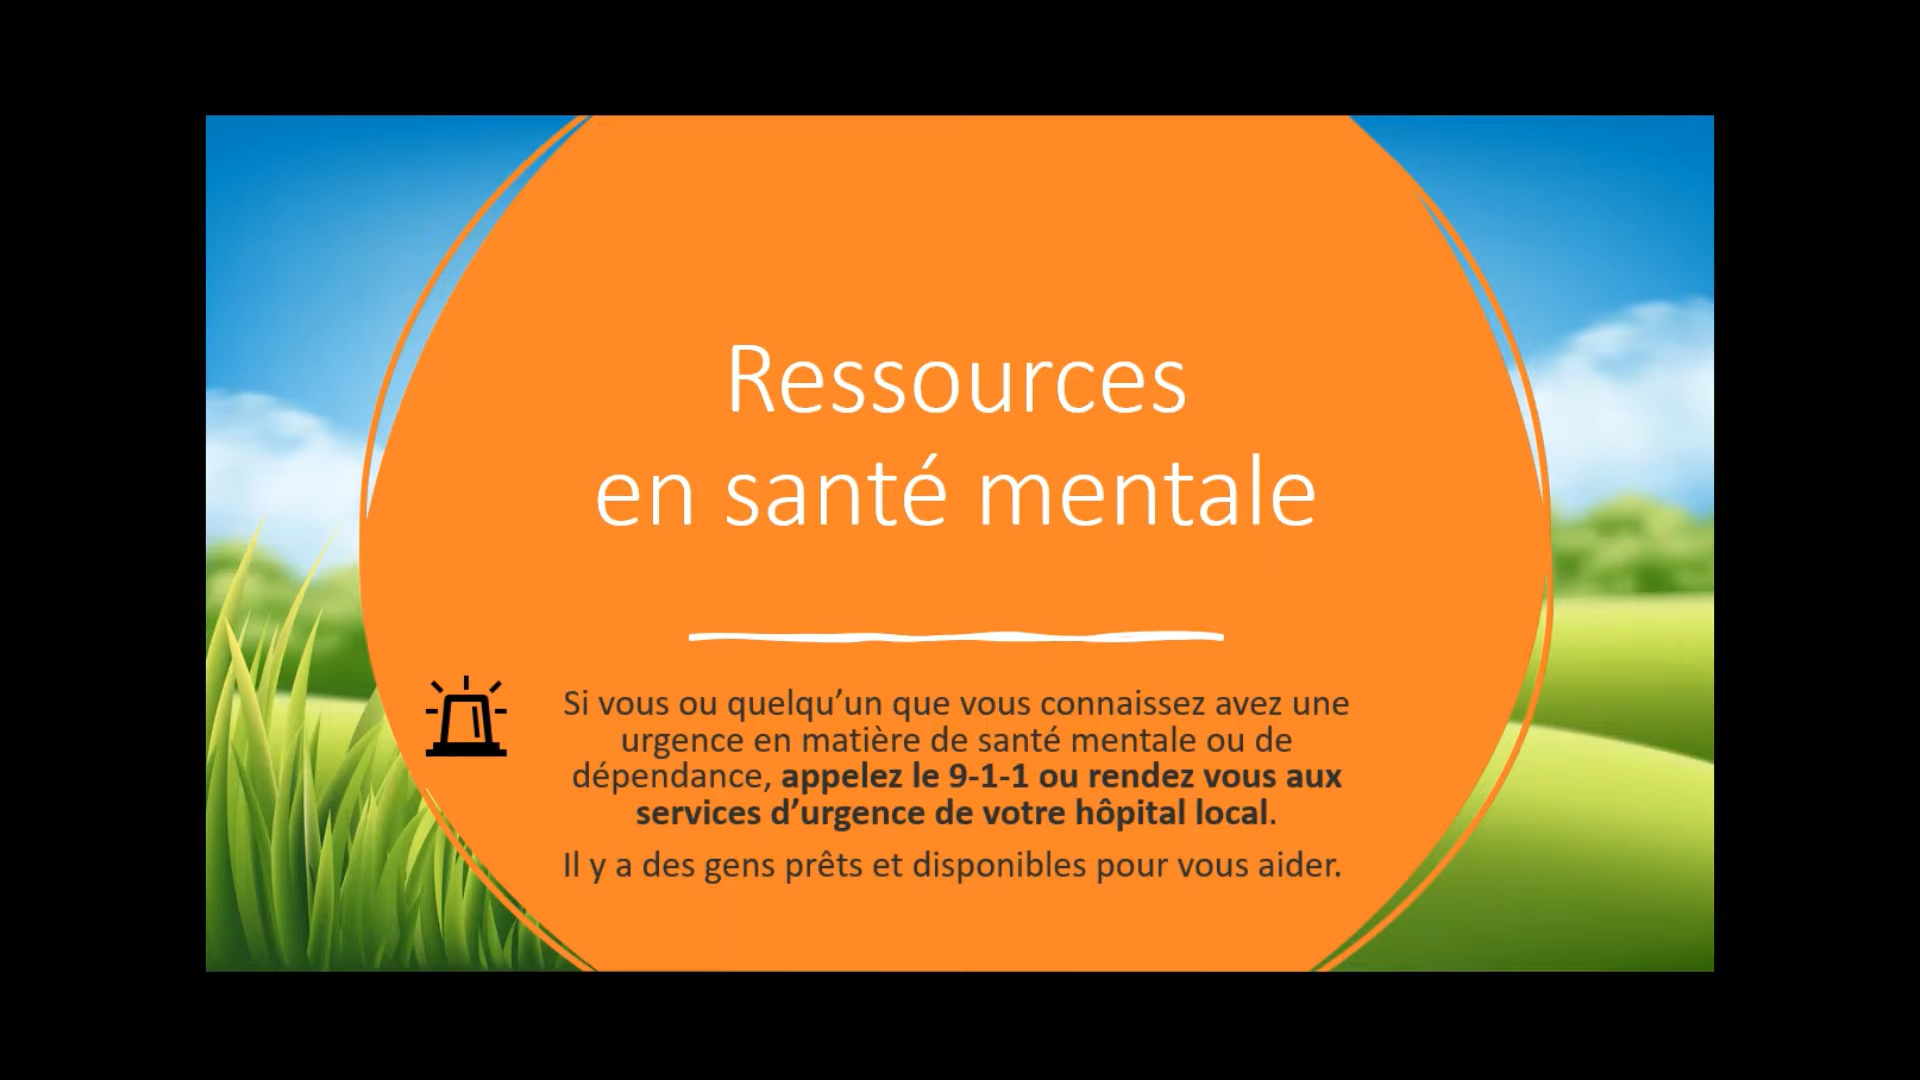 Ressources
en santé mentale
Si vous ou quelqu’un que vous connaissez avez une
urgence en matière de santé mentale ou de
dépendance, appelez le 9-1-1 ou rendez vous aux
services d’urgence de votre hôpital local.
Il y a des gens prêts et disponibles pour vous aider.